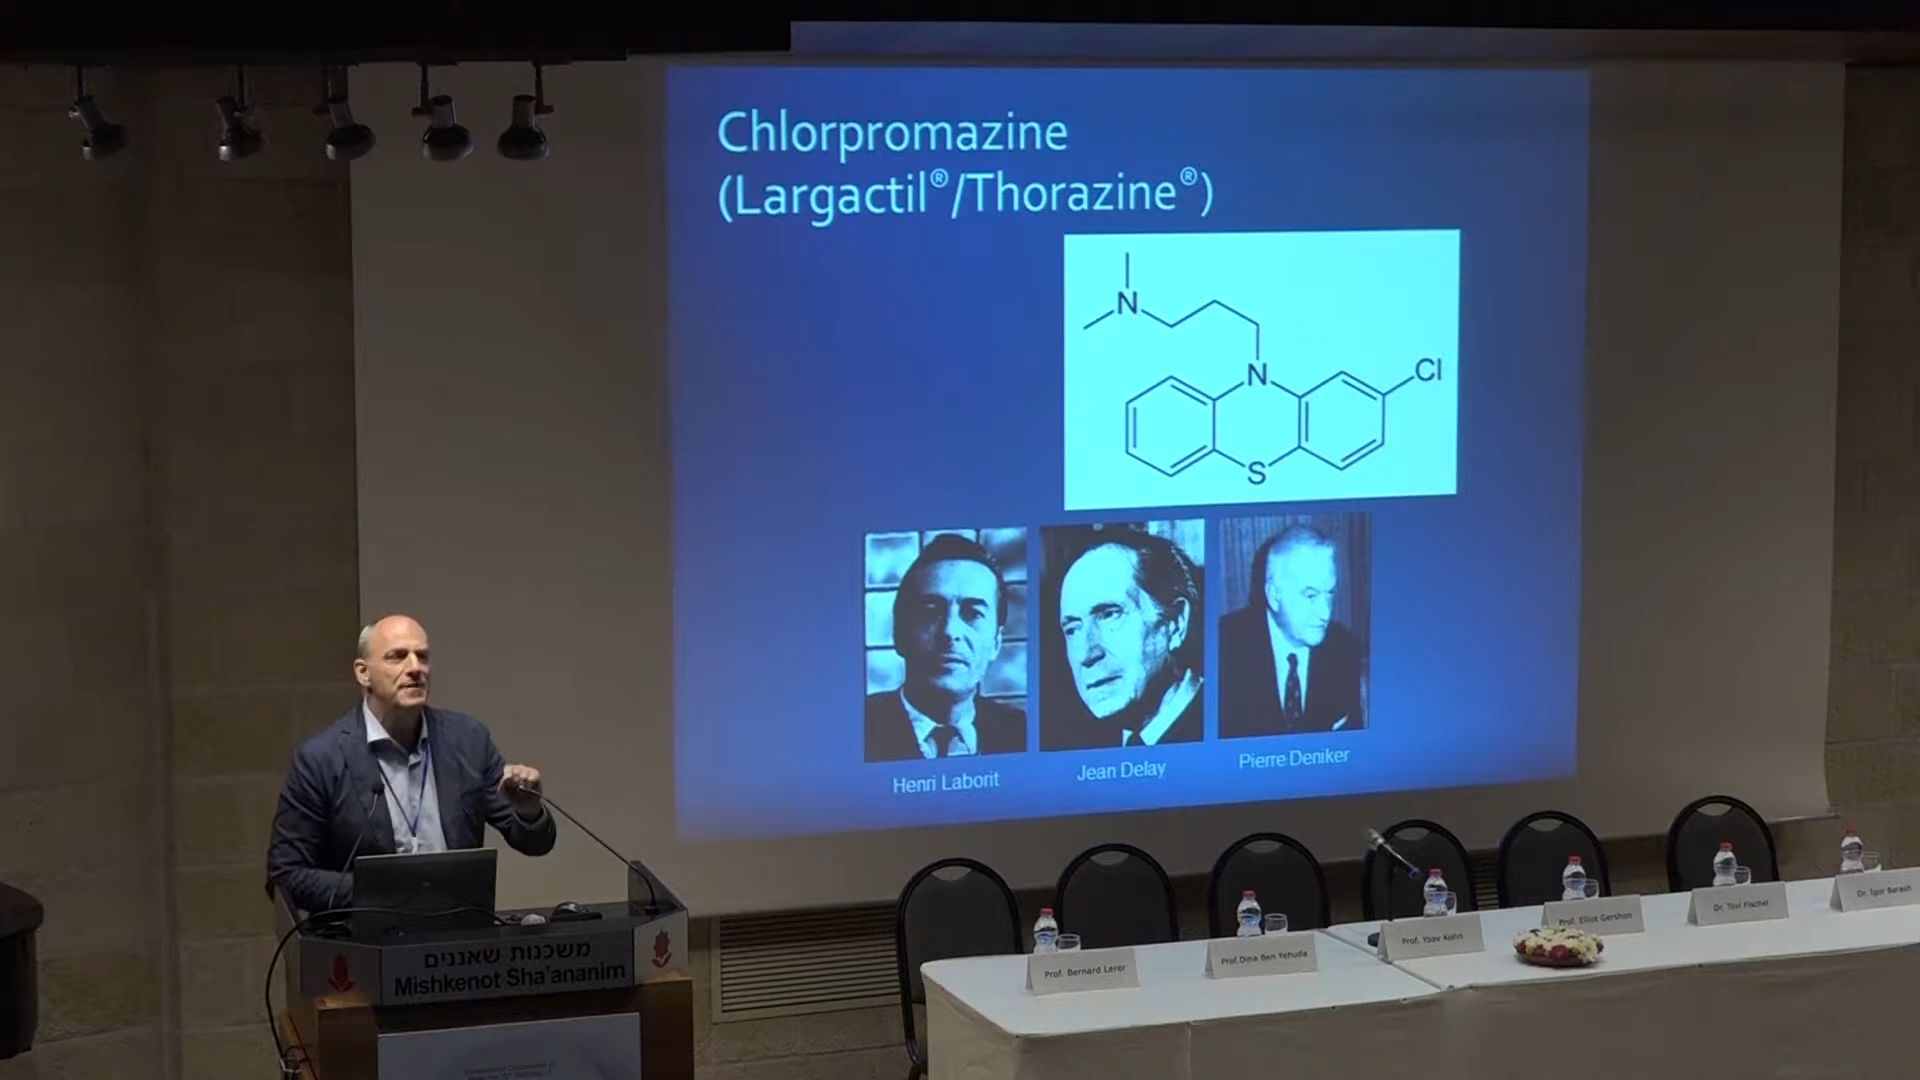 Chlorpromazine
(Largactil®/Thorazine®)
N
N
Cl
S
Henri Laborit
Jean Delay
Pierre Deniker
משכנות שאננים
Mishkenot Sha'ananim
Prof. Bernard Lerer
Prof.Dina Ben Yehuda
Prof. Yoav Kohn
Prof. Elliot Gershon
Dr. Tsvi Fischel
Dr. Igor Barash